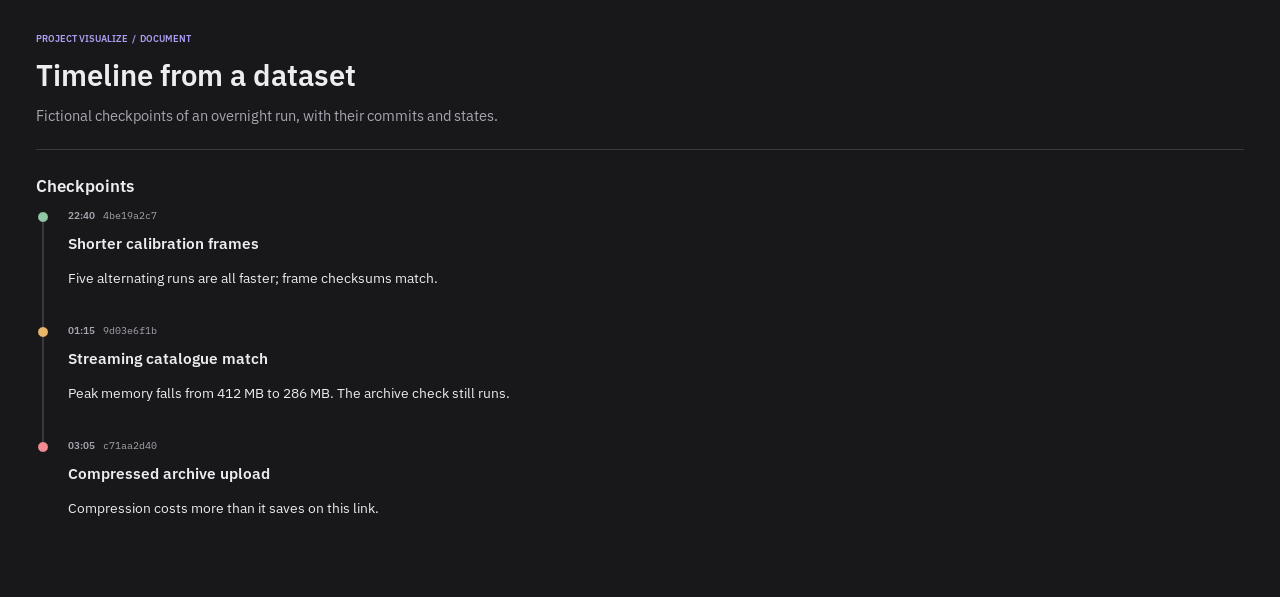 PROJECT VISUALIZE / DOCUMENT
Timeline from a dataset
Fictional checkpoints of an overnight run, with their commits and states.
Checkpoints
22:40 4be19a2c7
Shorter calibration frames
Five alternating runs are all faster; frame checksums match.
01:15 9d03e6f1b
Streaming catalogue match
Peak memory falls from 412 MB to 286 MB. The archive check still runs.
03:05 c71aa2d40
Compressed archive upload
Compression costs more than it saves on this link.